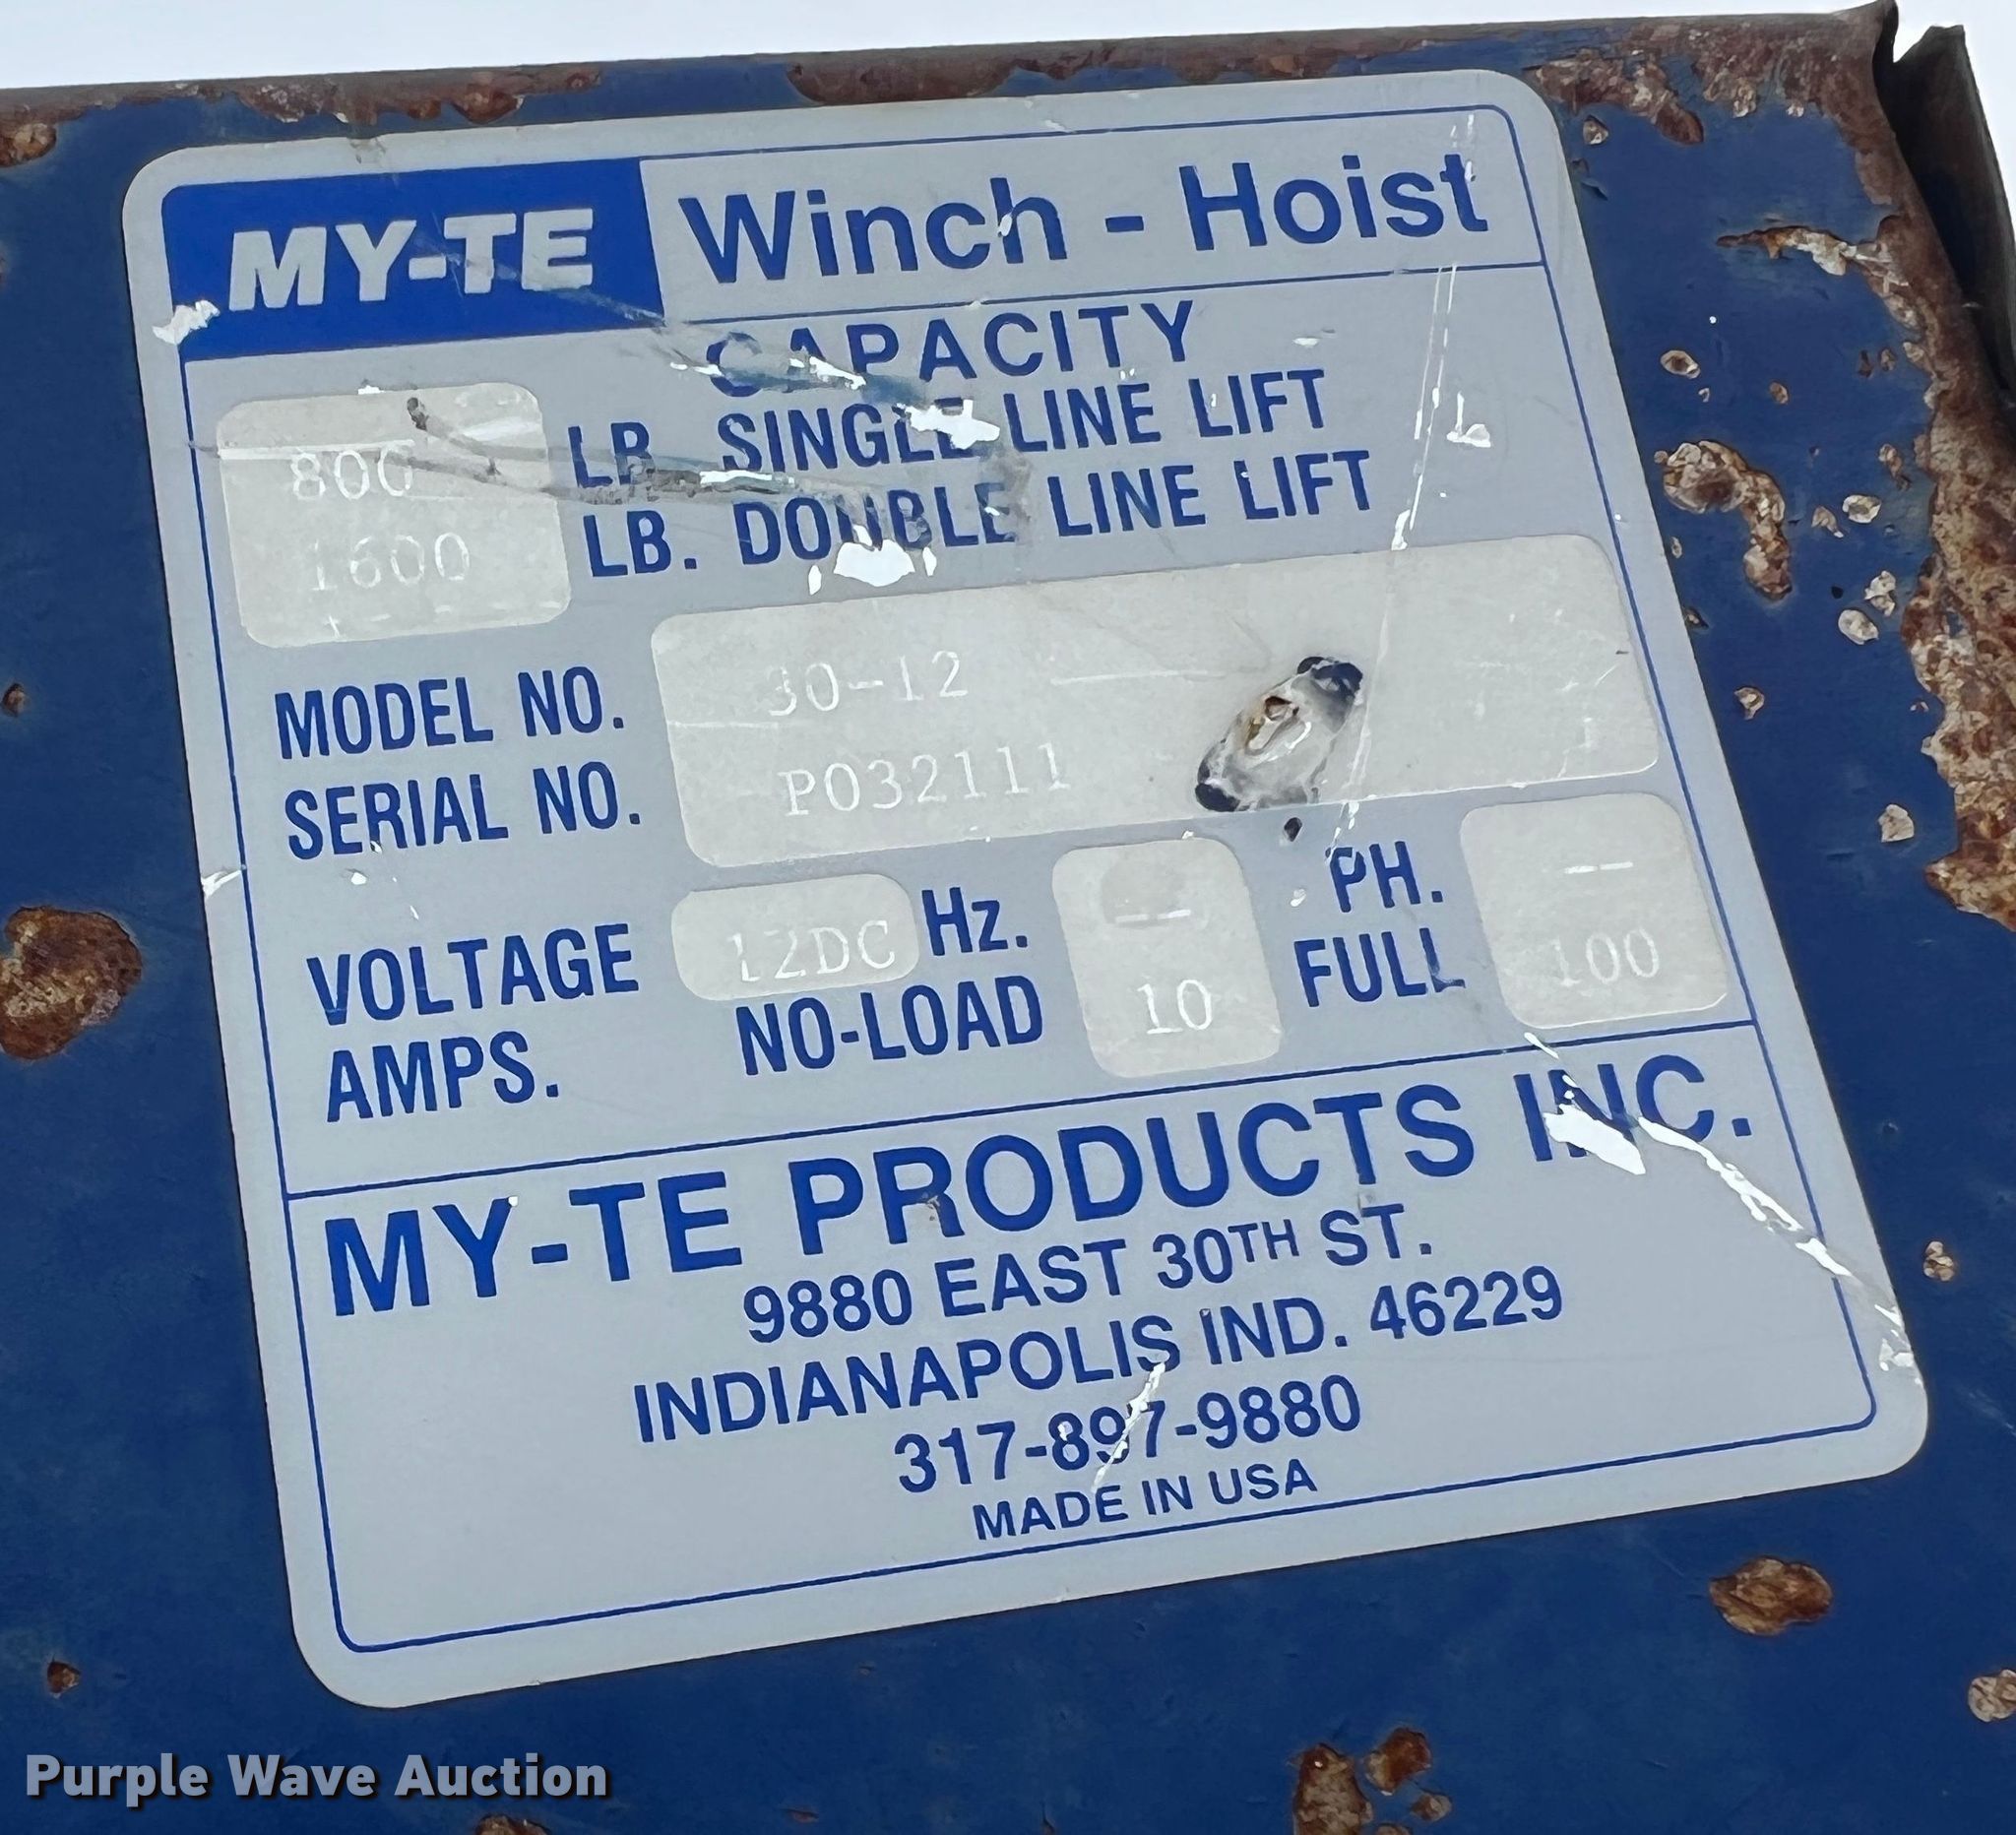 MY-TE Winch - Hoist
CAPACITY
800 LB. SINGLE LINE LIFT
1600 LB. DOUBLE LINE LIFT
MODEL NO. 30-12
SERIAL NO. P032111
VOLTAGE 12DC Hz. — PH. —
AMPS. NO-LOAD 10 FULL 100
MY-TE PRODUCTS INC.
9880 EAST 30TH ST.
INDIANAPOLIS IND. 46229
317-897-9880
MADE IN USA
Purple Wave Auction